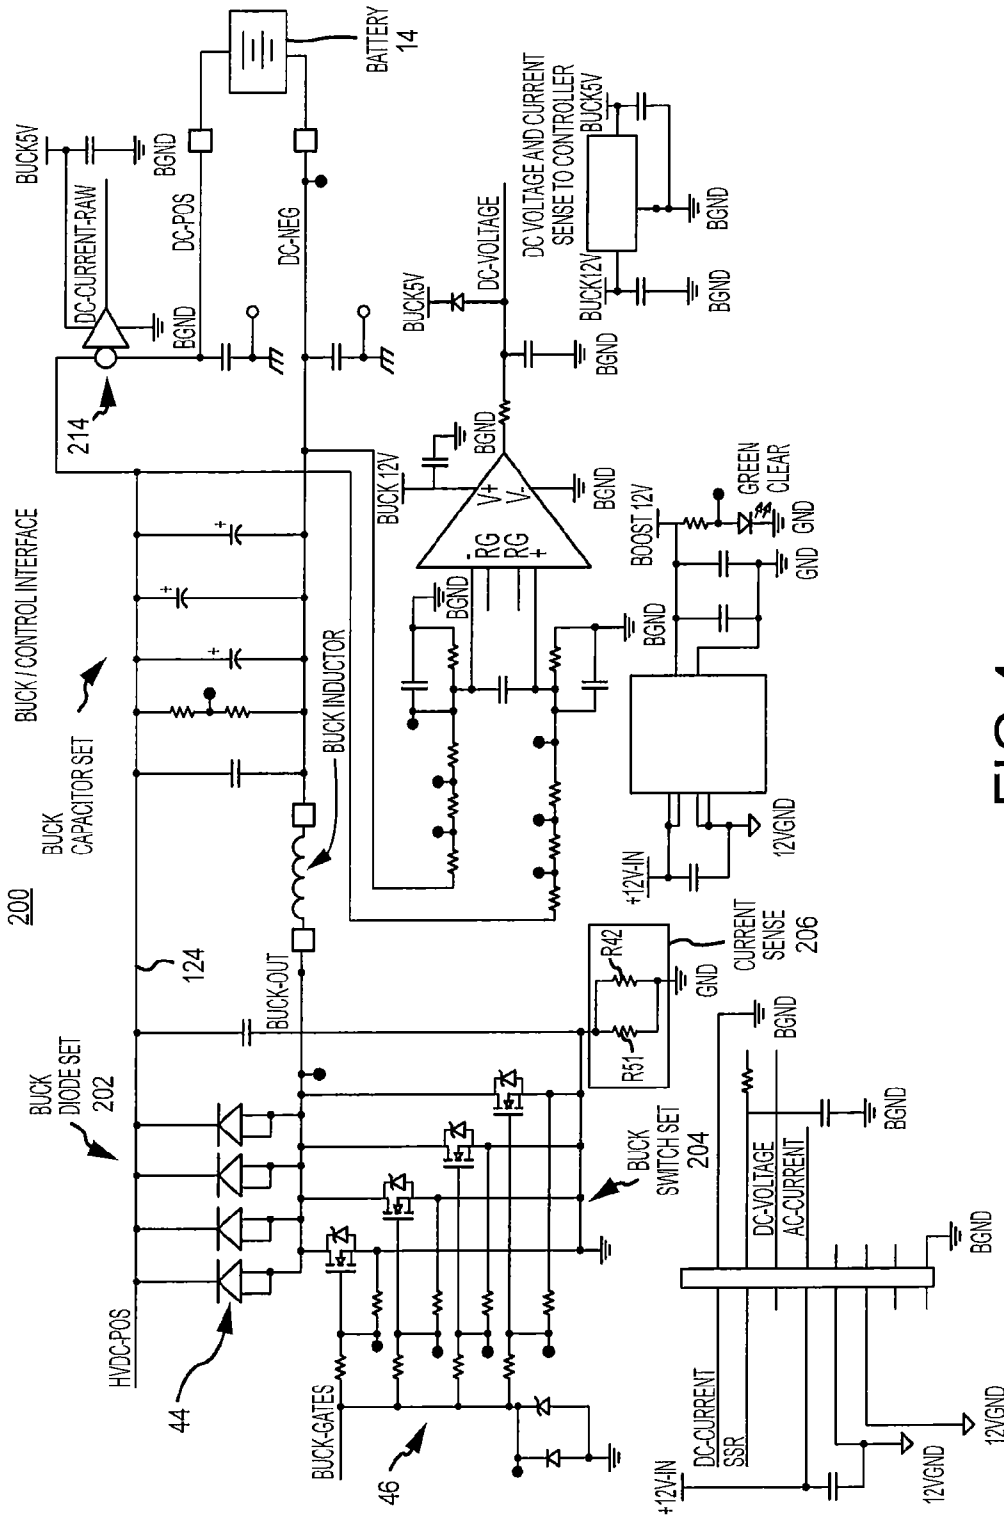 200
BUCK / CONTROL INTERFACE
BUCK
DIODE SET
202
BUCK
CAPACITOR SET
HVDC-POS
44
124
BUCK-OUT
BUCK INDUCTOR
+
+
+
214
DC-CURRENT-RAW
BUCK5V
BGND
BGND
DC-POS
DC-NEG
BATTERY
14
BUCK-GATES
46
BUCK
SWITCH SET
204
R51
R42
GND
CURRENT
SENSE
206
BGND
BUCK 12V
BGND
-
RG
RG
+
V+
V-
BGND
BUCK5V
DC-VOLTAGE
BGND
DC VOLTAGE AND CURRENT
SENSE TO CONTROLLER
BUCK12V
BUCK5V
BGND
BGND
+12V-IN
12VGND
BGND
BOOST 12V
GND
GND
GREEN
CLEAR
DC-CURRENT
SSR
+12V-IN
12VGND
12VGND
DC-VOLTAGE
AC-CURRENT
BGND
BGND
BGND